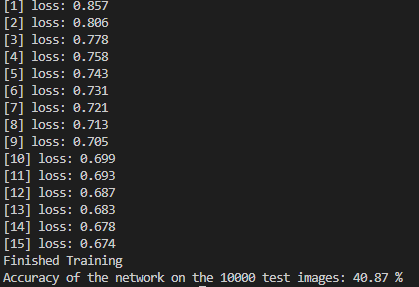 [1] loss: 0.857
[2] loss: 0.806
[3] loss: 0.778
[4] loss: 0.758
[5] loss: 0.743
[6] loss: 0.731
[7] loss: 0.721
[8] loss: 0.713
[9] loss: 0.705
[10] loss: 0.699
[11] loss: 0.693
[12] loss: 0.687
[13] loss: 0.683
[14] loss: 0.678
[15] loss: 0.674
Finished Training
Accuracy of the network on the 10000 test images: 40.87 %